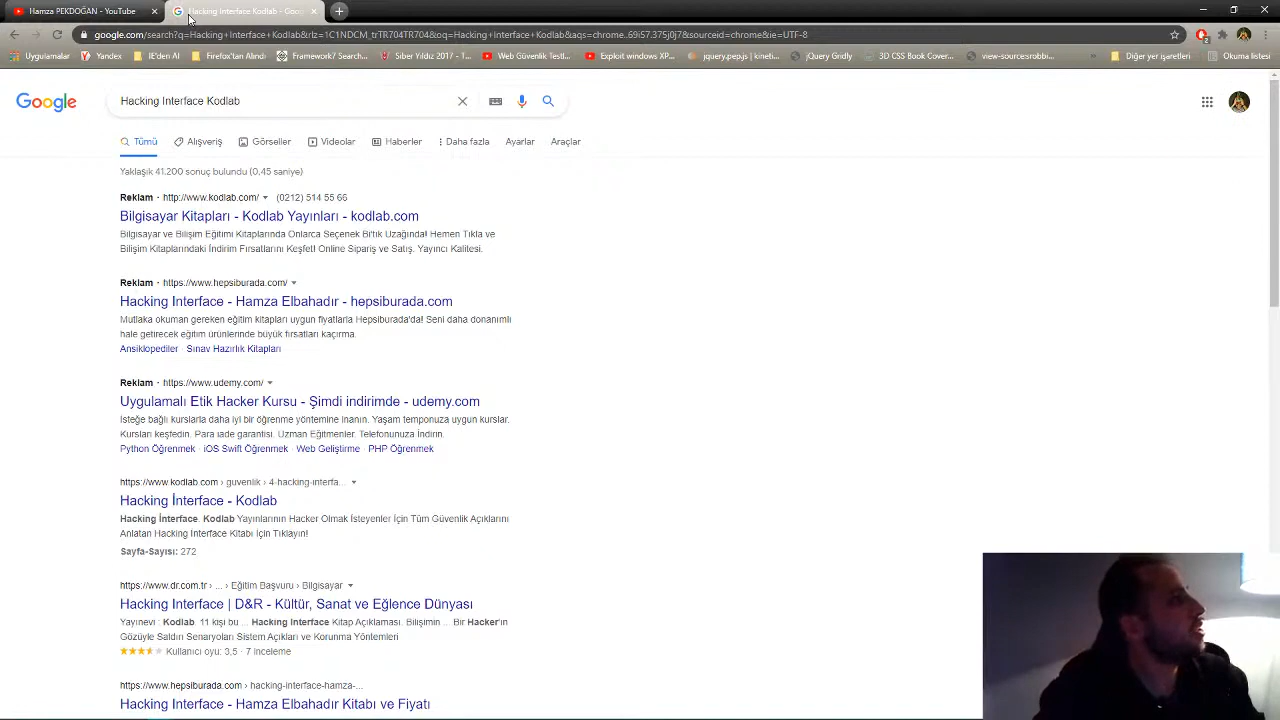 Hamza PEKDOĞAN - YouTube
Hacking Interface Kodlab - Goo
google.com/search?q=Hacking+Interface+Kodlab&rlz=1C1NDCM_trTR704TR704&oq=Hacking+Interface+Kodlab&aqs=chrome..69i57.375j0j7&sourceid=chrome&ie=UTF-8
2
Uygulamalar
Yandex
IE'den Al
Firefox'tan Alındı
Framework7 Search...
Siber Yıldız 2017 - T...
Web Güvenlik Testl...
Exploit windows XP...
jquery.pep.js | kineti...
jQuery Gridly
3D CSS Book Cover...
view-sourcesrobbi...
Diğer yer işaretleri
Okuma listesi
Google
Hacking Interface Kodlab
Tümü
Alışveriş
Görseller
Videolar
Haberler
Daha fazla
Ayarlar
Araçlar
Yaklaşık 41.200 sonuç bulundu (0,45 saniye)
Reklam · http://www.kodlab.com/ (0212) 514 55 66
Bilgisayar Kitapları - Kodlab Yayınları - kodlab.com
Bilgisayar ve Bilişim Eğitimi Kitaplarında Onlarca Seçenek Bi'tık Uzağında! Hemen Tıkla ve
Bilişim Kitaplarındaki İndirim Fırsatlarını Keşfet! Online Sipariş ve Satış. Yayıncı Kalitesi.
Reklam · https://www.hepsiburada.com/
Hacking Interface - Hamza Elbahadır - hepsiburada.com
Mutlaka okuman gereken eğitim kitapları uygun fiyatlarla Hepsiburada'da! Seni daha donanımlı
hale getirecek eğitim ürünlerinde büyük fırsatları kaçırma.
Ansiklopediler · Sınav Hazırlık Kitapları
Reklam · https://www.udemy.com/
Uygulamalı Etik Hacker Kursu - Şimdi indirimde - udemy.com
İsteğe bağlı kurslarla daha iyi bir öğrenme yöntemine inanın. Yaşam temponuza uygun kurslar.
Kursları keşfedin. Para iade garantisi. Uzman Eğitmenler. Telefonunuza İndirin.
Python Öğrenmek · iOS Swift Öğrenmek · Web Geliştirme · PHP Öğrenmek
https://www.kodlab.com › guvenlik › 4-hacking-interfa...
Hacking İnterface - Kodlab
Hacking İnterface. Kodlab Yayınlarının Hacker Olmak İsteyenler İçin Tüm Güvenlik Açıklarını
Anlatan Hacking Interface Kitabı İçin Tıklayın!
Sayfa-Sayısı: 272
https://www.dr.com.tr › ... › Eğitim Başvuru › Bilgisayar
Hacking Interface | D&R - Kültür, Sanat ve Eğlence Dünyası
Yayınevi : Kodlab. 11 kişi bu ... Hacking Interface Kitap Açıklaması. Bilişimin ... Bir Hacker'ın
Gözüyle Saldırı Senaryoları Sistem Açıkları ve Korunma Yöntemleri
Kullanıcı oyu: 3,5 · 7 inceleme
https://www.hepsiburada.com › hacking-interface-hamza-...
Hacking Interface - Hamza Elbahadır Kitabı ve Fiyatı